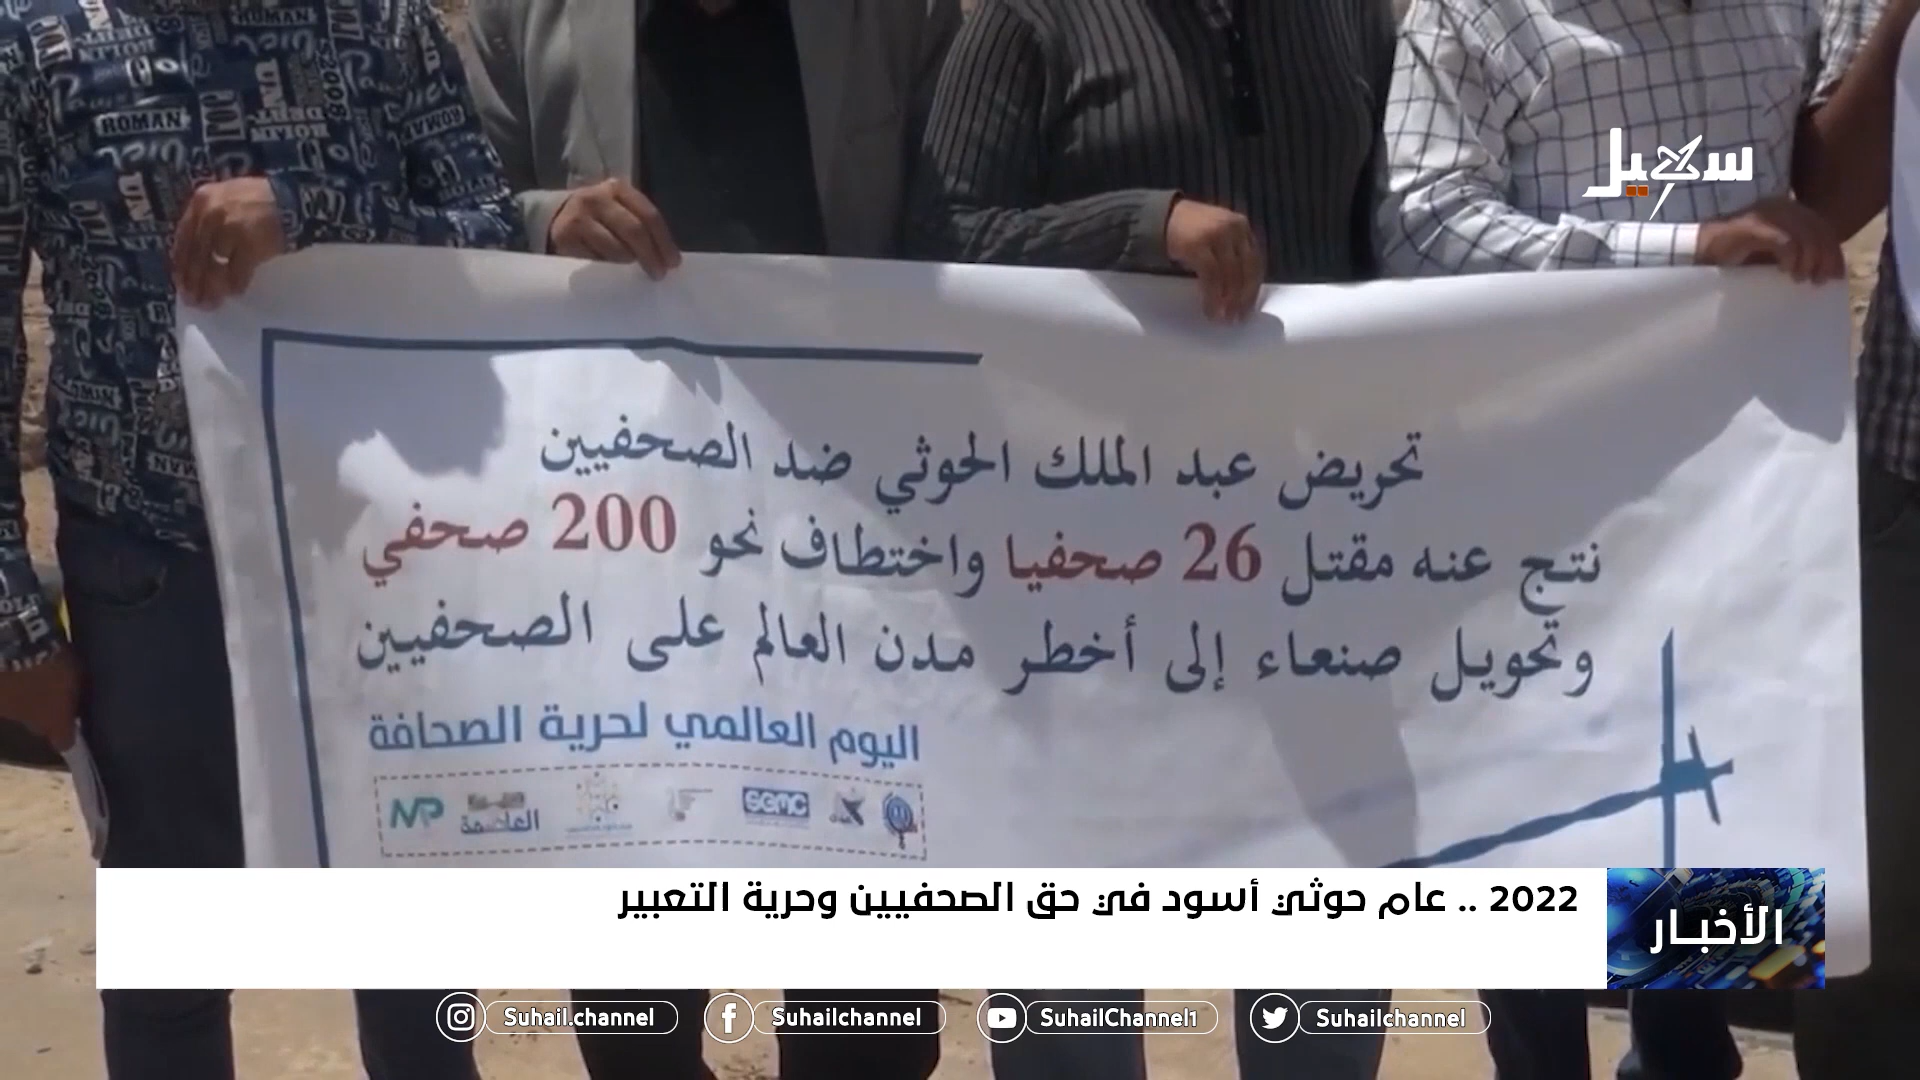 سهيل
تحريض عبد الملك الحوثي ضد الصحفيين
نتج عنه مقتل 26 صحفيا واختطاف نحو 200 صحفي
وتحويل صنعاء إلى أخطر مدن العالم على الصحفيين
اليوم العالمي لحرية الصحافة
MP
العاصمة
SEMC
2022 .. عام حوثي أسود في حق الصحفيين وحرية التعبير
الأخبار
Suhail.channel
Suhailchannel
SuhailChannel1
Suhailchannel